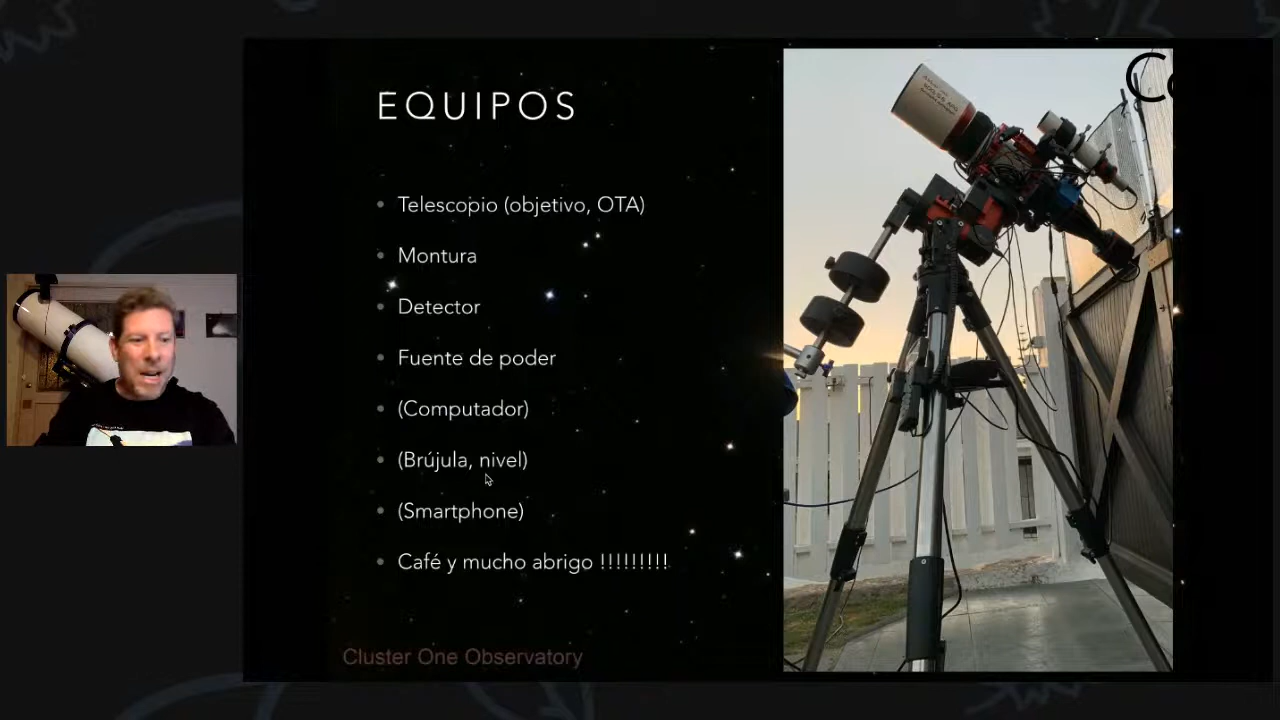 EQUIPOS
Telescopio (objetivo, OTA)
Montura
Detector
Fuente de poder
(Computador)
(Brújula, nivel)
(Smartphone)
Café y mucho abrigo !!!!!!!!!
Cluster One Observatory
Co